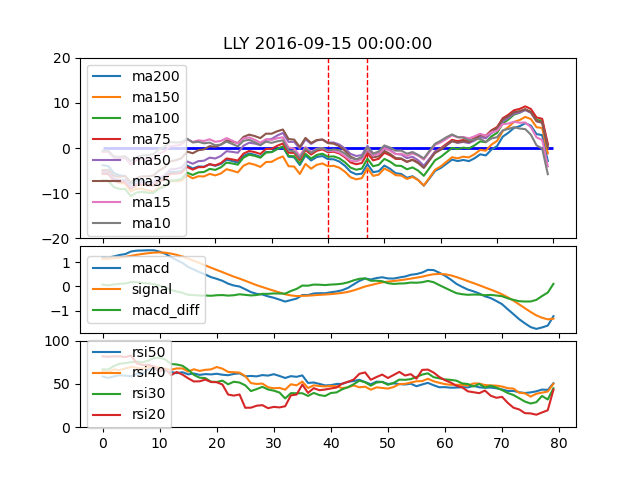 LLY 2016-09-15 00:00:00
20
10
0
−10
−20
ma200
ma150
ma100
ma75
ma50
ma35
ma15
ma10
1
0
−1
macd
signal
macd_diff
100
50
0
rsi50
rsi40
rsi30
rsi20
0 10 20 30 40 50 60 70 80